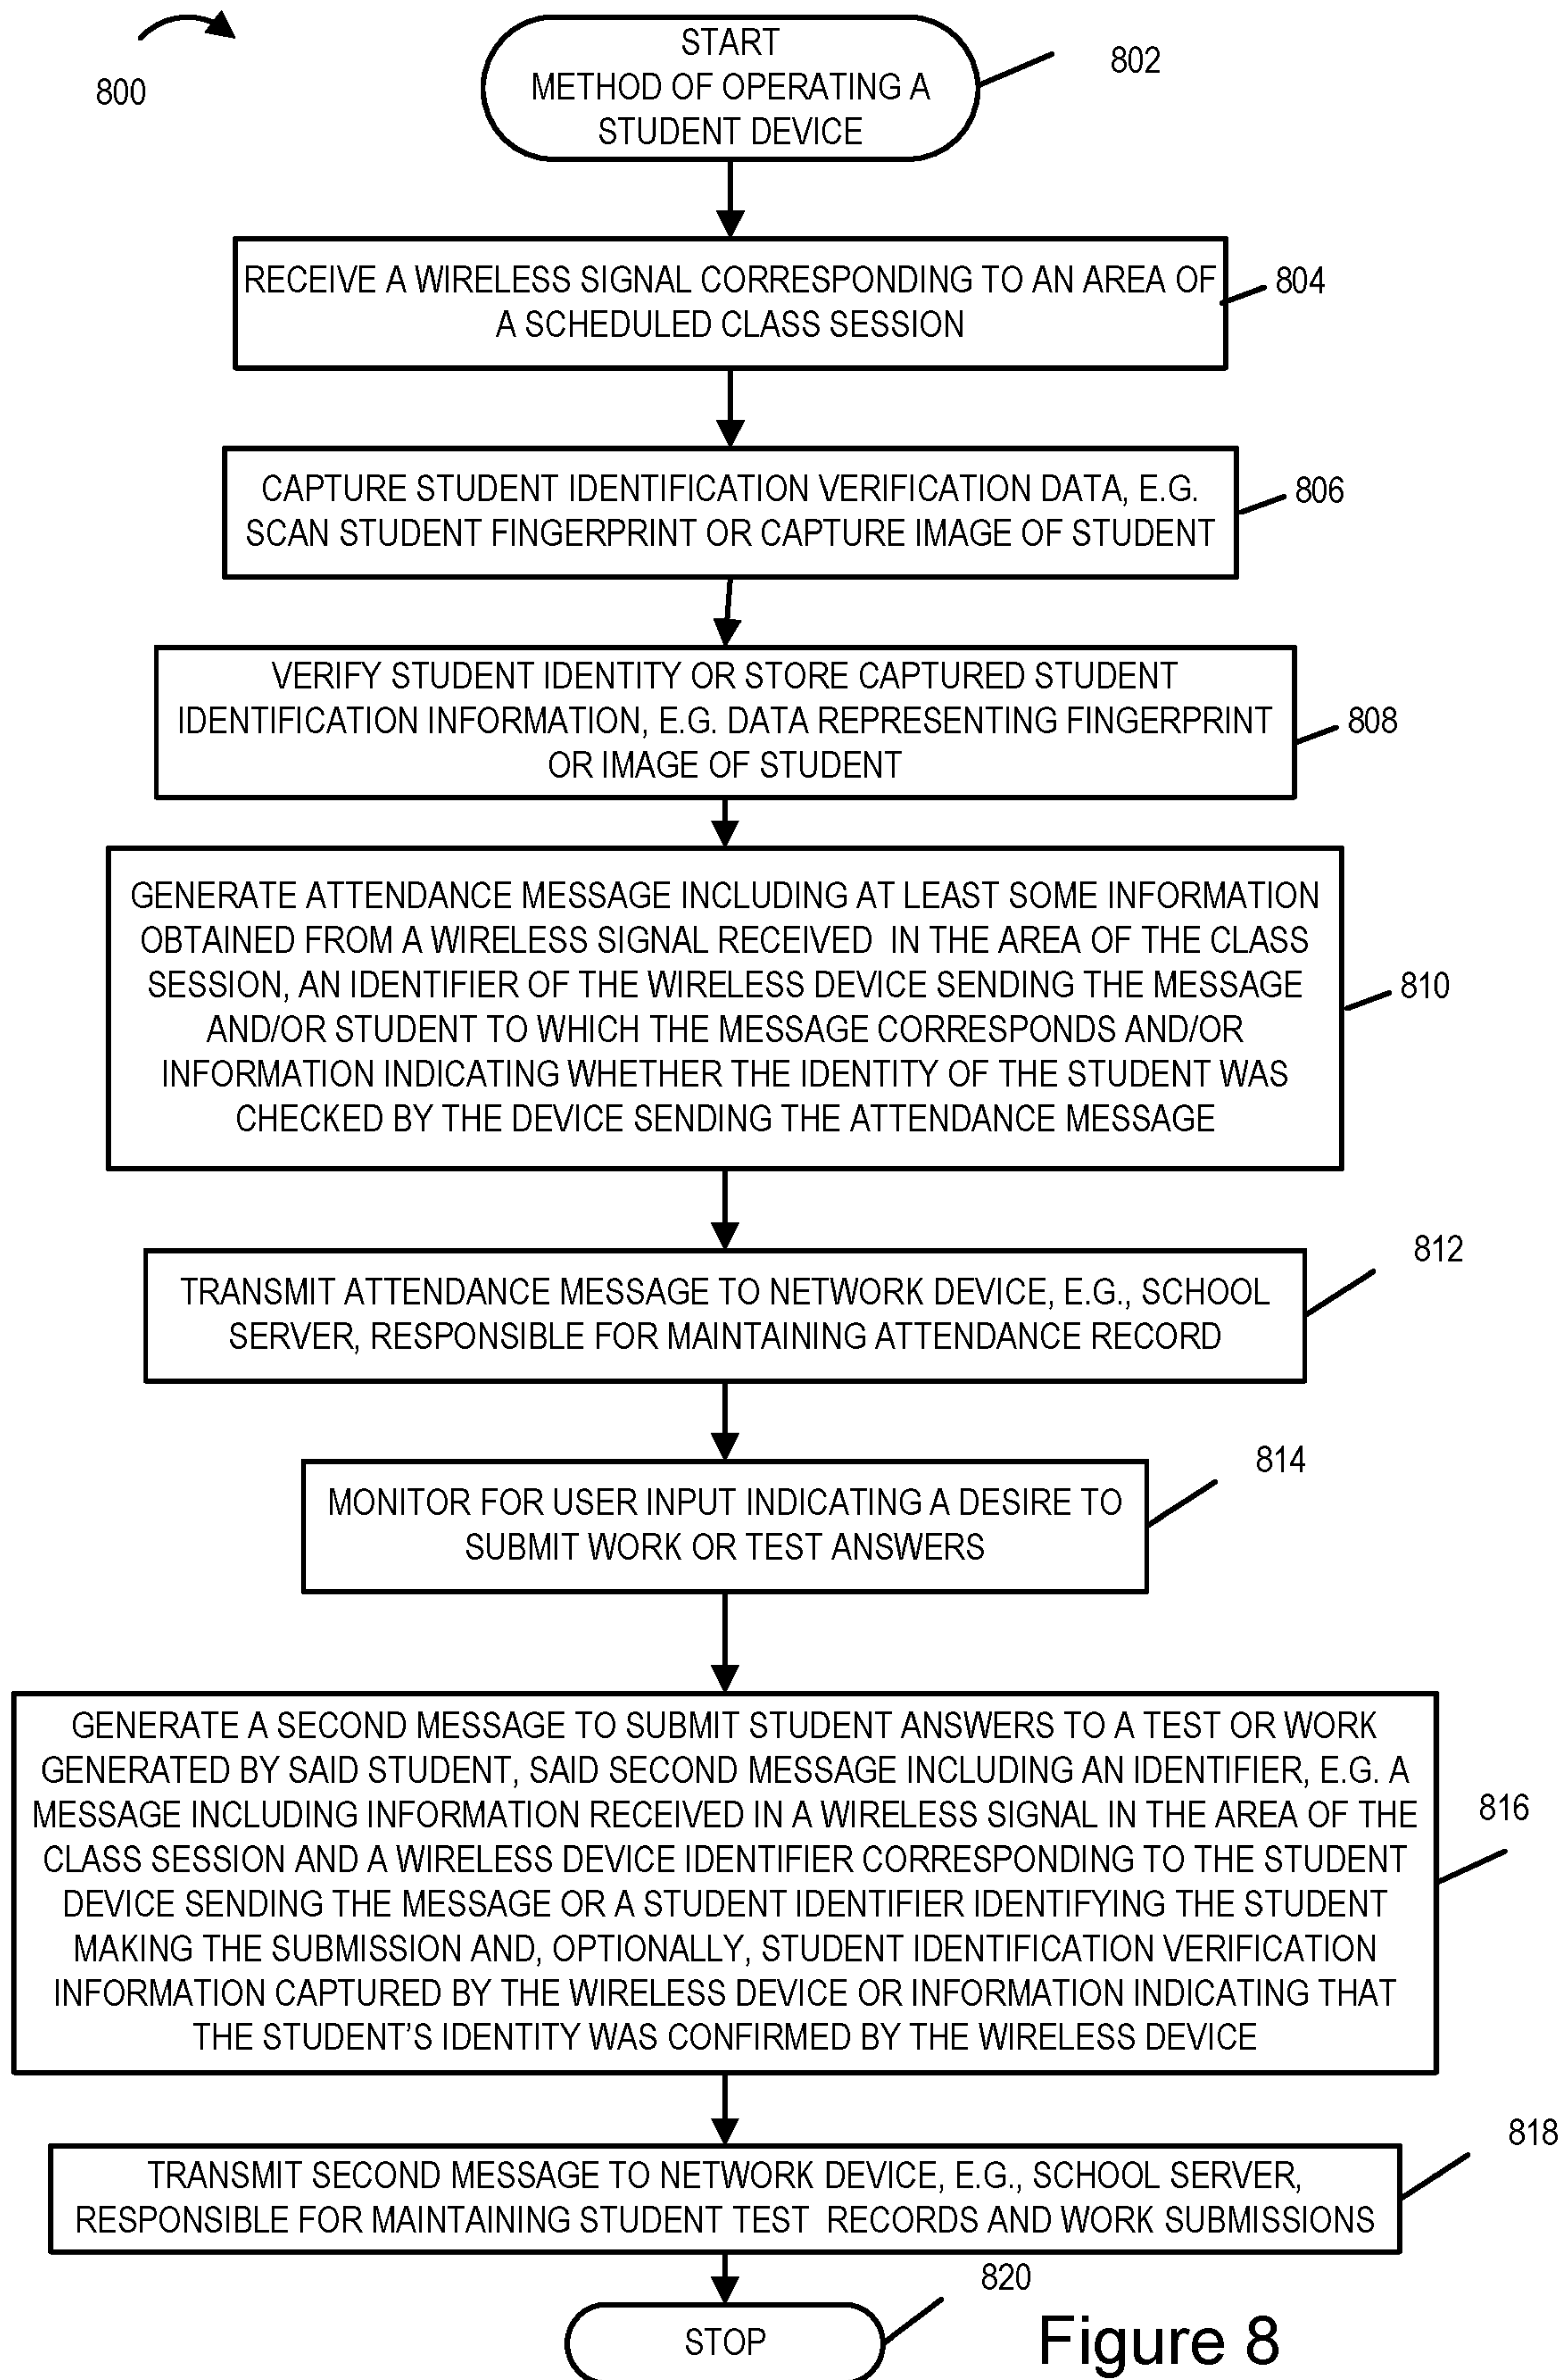 800
START
METHOD OF OPERATING A
STUDENT DEVICE
802
RECEIVE A WIRELESS SIGNAL CORRESPONDING TO AN AREA OF
A SCHEDULED CLASS SESSION
804
CAPTURE STUDENT IDENTIFICATION VERIFICATION DATA, E.G.
SCAN STUDENT FINGERPRINT OR CAPTURE IMAGE OF STUDENT
806
VERIFY STUDENT IDENTITY OR STORE CAPTURED STUDENT
IDENTIFICATION INFORMATION, E.G. DATA REPRESENTING FINGERPRINT
OR IMAGE OF STUDENT
808
GENERATE ATTENDANCE MESSAGE INCLUDING AT LEAST SOME INFORMATION
OBTAINED FROM A WIRELESS SIGNAL RECEIVED IN THE AREA OF THE CLASS
SESSION, AN IDENTIFIER OF THE WIRELESS DEVICE SENDING THE MESSAGE
AND/OR STUDENT TO WHICH THE MESSAGE CORRESPONDS AND/OR
INFORMATION INDICATING WHETHER THE IDENTITY OF THE STUDENT WAS
CHECKED BY THE DEVICE SENDING THE ATTENDANCE MESSAGE
810
TRANSMIT ATTENDANCE MESSAGE TO NETWORK DEVICE, E.G., SCHOOL
SERVER, RESPONSIBLE FOR MAINTAINING ATTENDANCE RECORD
812
MONITOR FOR USER INPUT INDICATING A DESIRE TO
SUBMIT WORK OR TEST ANSWERS
814
GENERATE A SECOND MESSAGE TO SUBMIT STUDENT ANSWERS TO A TEST OR WORK
GENERATED BY SAID STUDENT, SAID SECOND MESSAGE INCLUDING AN IDENTIFIER, E.G. A
MESSAGE INCLUDING INFORMATION RECEIVED IN A WIRELESS SIGNAL IN THE AREA OF THE
CLASS SESSION AND A WIRELESS DEVICE IDENTIFIER CORRESPONDING TO THE STUDENT
DEVICE SENDING THE MESSAGE OR A STUDENT IDENTIFIER IDENTIFYING THE STUDENT
MAKING THE SUBMISSION AND, OPTIONALLY, STUDENT IDENTIFICATION VERIFICATION
INFORMATION CAPTURED BY THE WIRELESS DEVICE OR INFORMATION INDICATING THAT
THE STUDENT'S IDENTITY WAS CONFIRMED BY THE WIRELESS DEVICE
816
TRANSMIT SECOND MESSAGE TO NETWORK DEVICE, E.G., SCHOOL SERVER,
RESPONSIBLE FOR MAINTAINING STUDENT TEST RECORDS AND WORK SUBMISSIONS
818
STOP
820
Figure 8